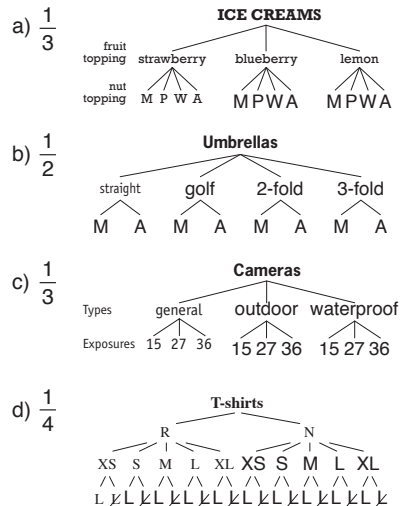 a) 1/3
ICE CREAMS
fruit topping strawberry blueberry lemon
nut topping M P W A M P W A M P W A
b) 1/2
Umbrellas
straight golf 2-fold 3-fold
M A M A M A M A
c) 1/3
Cameras
Types general outdoor waterproof
Exposures 15 27 36 15 27 36 15 27 36
d) 1/4
T-shirts
R N
XS S M L XL XS S M L XL
L L̸ L L̸ L L̸ L L̸ L L̸ L L̸ L L̸ L L̸ L L̸ L L̸